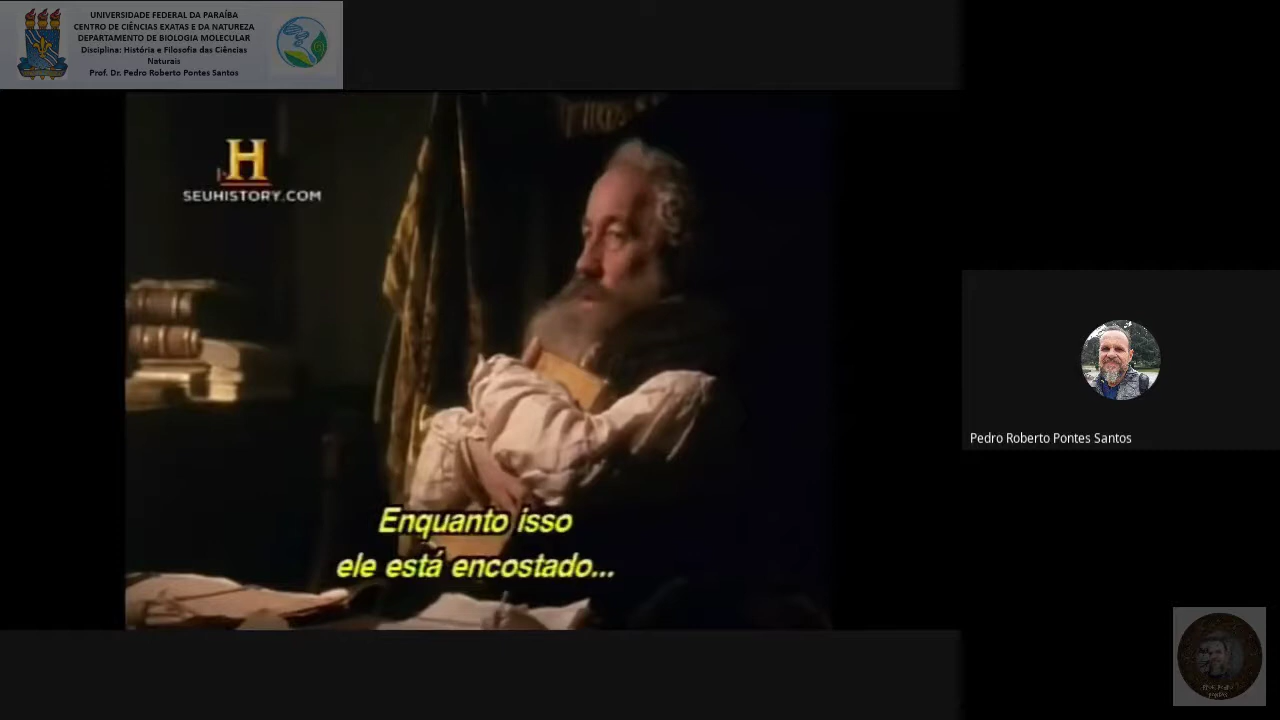 UNIVERSIDADE FEDERAL DA PARAÍBA
CENTRO DE CIÊNCIAS EXATAS E DA NATUREZA
DEPARTAMENTO DE BIOLOGIA MOLECULAR
Disciplina: História e Filosofia das Ciências
Naturais
Prof. Dr. Pedro Roberto Pontes Santos
H
SEUHISTORY.COM
Enquanto isso
ele está encostado...
Pedro Roberto Pontes Santos